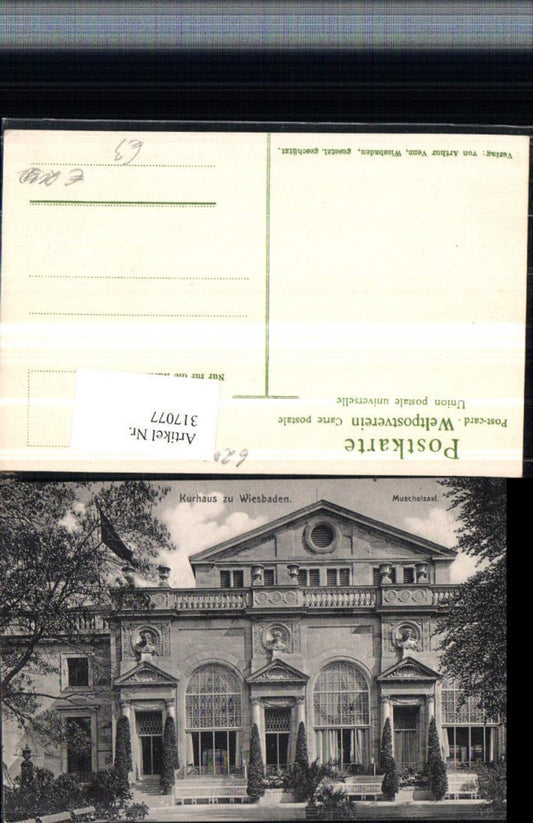 Postkarte
Post-card · Weltpostverein Carte postale
Union postale universelle
Nur für die
Artikel Nr.
317077
Verlag: von Arthur Venn, Wiesbaden, gesetzl. geschützt.
€3
Kurhaus zu Wiesbaden.
Muschelsaal.